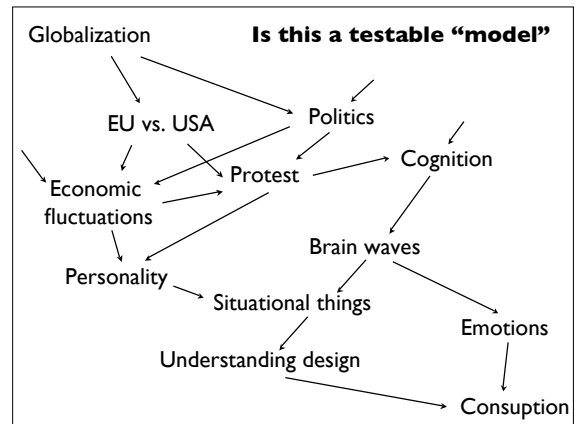 Globalization
Is this a testable “model”
EU vs. USA
Politics
Cognition
Protest
Economic
fluctuations
Brain waves
Personality
Situational things
Emotions
Understanding design
Consuption